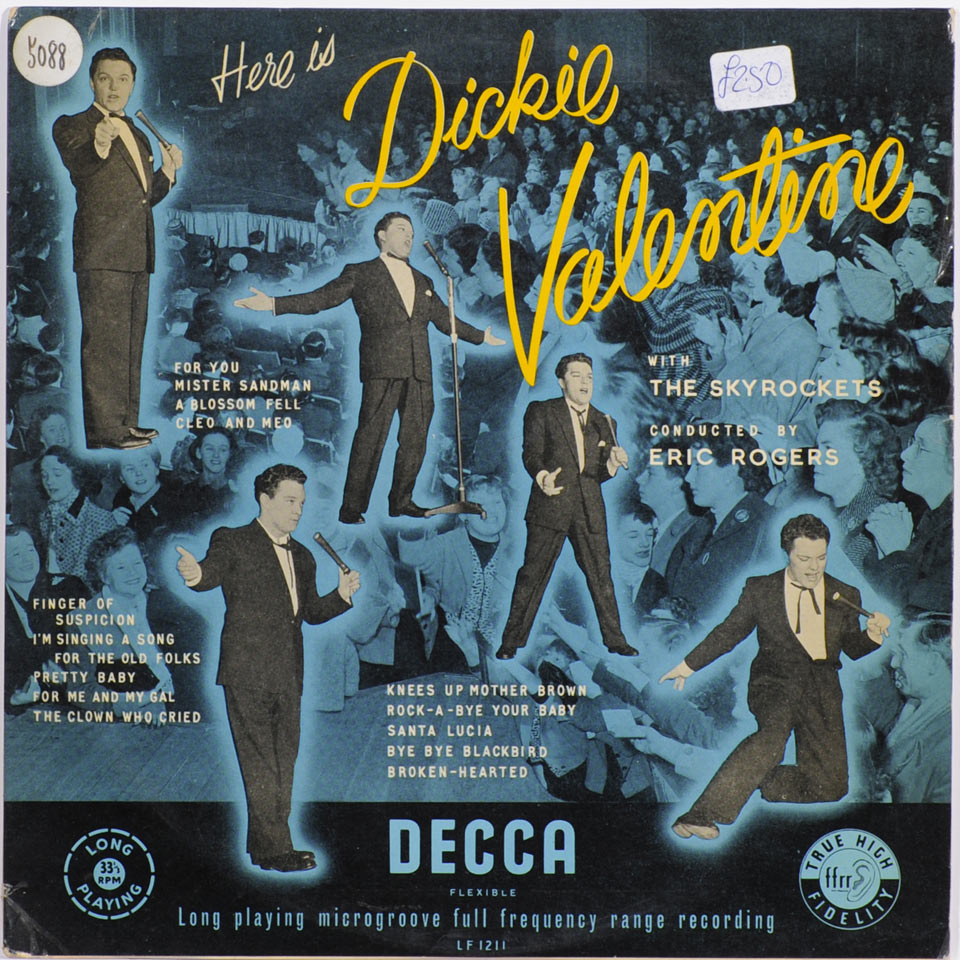 5088
Here is
Dickie
Valentine
£2.50
FOR YOU
MISTER SANDMAN
A BLOSSOM FELL
CLEO AND MEO
WITH
THE SKYROCKETS
CONDUCTED BY
ERIC ROGERS
FINGER OF
SUSPICION
I'M SINGING A SONG
FOR THE OLD FOLKS
PRETTY BABY
FOR ME AND MY GAL
THE CLOWN WHO CRIED
KNEES UP MOTHER BROWN
ROCK-A-BYE YOUR BABY
SANTA LUCIA
BYE BYE BLACKBIRD
BROKEN-HEARTED
LONG
33⅓
RPM
PLAYING
DECCA
FLEXIBLE
Long playing microgroove full frequency range recording
LF 1211
TRUE HIGH
ffrr
FIDELITY